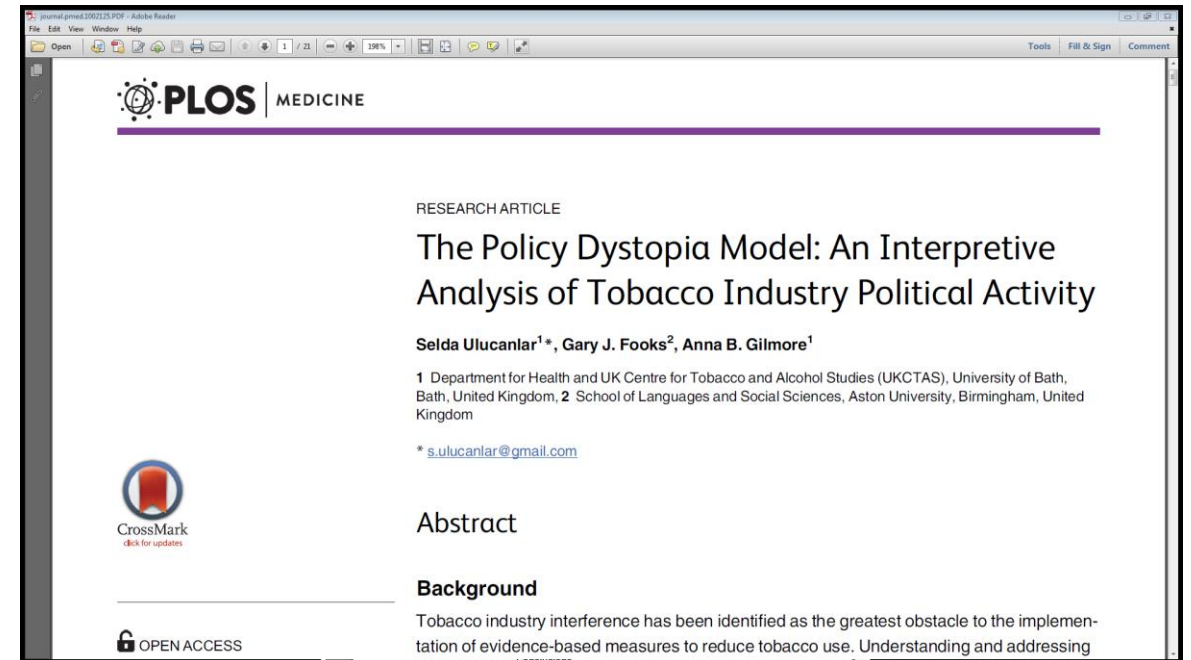 journal.pmed.1002125.PDF - Adobe Reader
File Edit View Window Help
Open 1 / 21 198% Tools Fill & Sign Comment
PLOS MEDICINE
RESEARCH ARTICLE
The Policy Dystopia Model: An Interpretive
Analysis of Tobacco Industry Political Activity
Selda Ulucanlar1*, Gary J. Fooks2, Anna B. Gilmore1
1 Department for Health and UK Centre for Tobacco and Alcohol Studies (UKCTAS), University of Bath,
Bath, United Kingdom, 2 School of Languages and Social Sciences, Aston University, Birmingham, United
Kingdom
* s.ulucanlar@gmail.com
CrossMark
click for updates
Abstract
Background
Tobacco industry interference has been identified as the greatest obstacle to the implemen-
OPEN ACCESS
tation of evidence-based measures to reduce tobacco use. Understanding and addressing